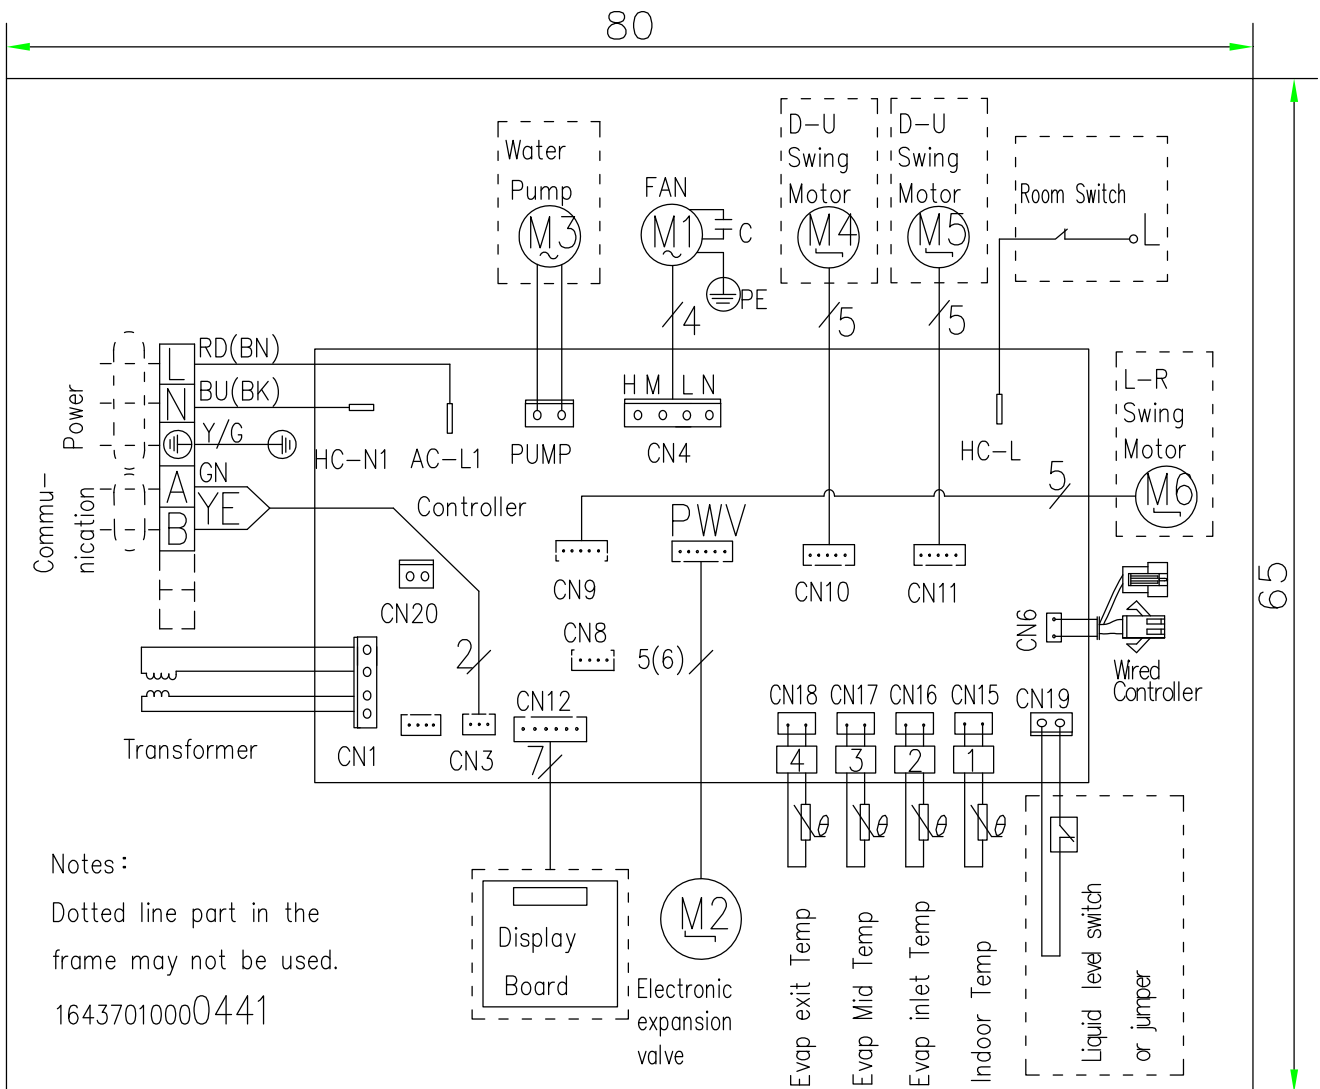 80
65
Water
Pump
M3
FAN
M1
C
PE
4
D-U
Swing
Motor
M4
5
D-U
Swing
Motor
M5
5
Room Switch
L
L-R
Swing
Motor
M6
5
Power
Commu-
nication
L
N
A
B
RD(BN)
BU(BK)
Y/G
GN
YE
HC-N1
AC-L1
PUMP
H M L N
CN4
HC-L
Controller
PWV
CN9
CN10
CN11
CN20
CN8
2
5(6)
CN6
Wired
Controller
Transformer
CN1
CN3
CN12
7
CN18
CN17
CN16
CN15
CN19
4
3
2
1
θ
θ
θ
θ
Display
Board
M2
Electronic
expansion
valve
Evap exit Temp
Evap Mid Temp
Evap inlet Temp
Indoor Temp
Liquid level switch
or jumper
Notes:
Dotted line part in the
frame may not be used.
16437010000441